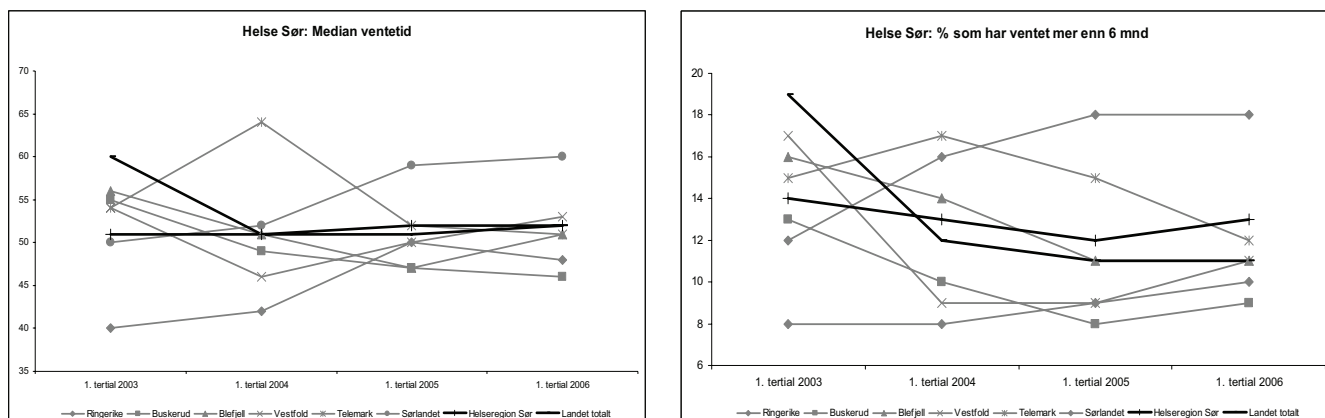 Helse Sør: Median ventetid
70
65
60
55
50
45
40
35
1. tertial 2003
1. tertial 2004
1. tertial 2005
1. tertial 2006
Ringerike Buskerud Blefjell Vestfold Telemark Sørlandet Helseregion Sør Landet totalt
Helse Sør: % som har ventet mer enn 6 mnd
20
18
16
14
12
10
8
6
1. tertial 2003
1. tertial 2004
1. tertial 2005
1. tertial 2006
Ringerike Buskerud Blefjell Vestfold Telemark Sørlandet Helseregion Sør Landet totalt